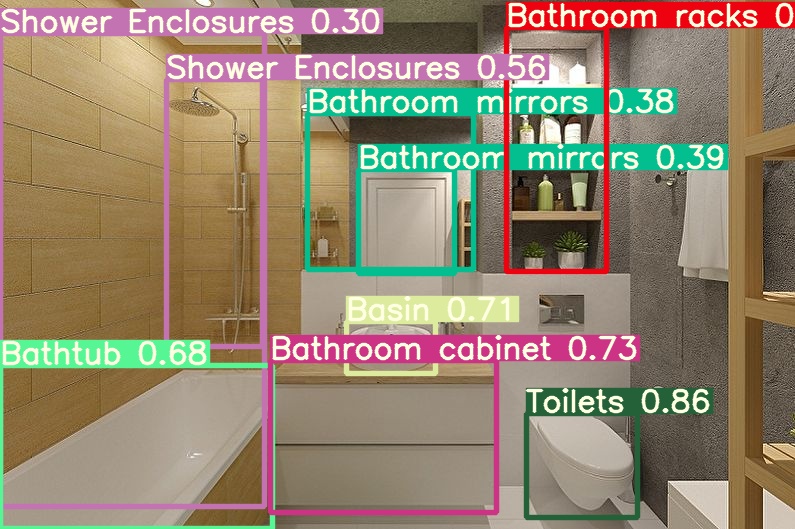 Shower Enclosures 0.30
Bathroom racks 0
Shower Enclosures 0.56
Bathroom mirrors 0.38
Bathroom mirrors 0.39
Basin 0.71
Bathtub 0.68
Bathroom cabinet 0.73
Toilets 0.86